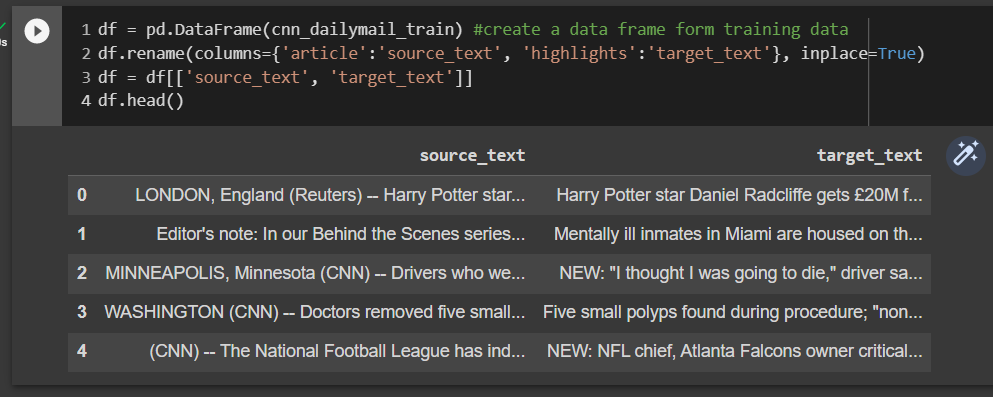 1 df = pd.DataFrame(cnn_dailymail_train) #create a data frame form training data
2 df.rename(columns={'article':'source_text', 'highlights':'target_text'}, inplace=True)
3 df = df[['source_text', 'target_text']]
4 df.head()
source_text target_text
0 LONDON, England (Reuters) -- Harry Potter star... Harry Potter star Daniel Radcliffe gets £20M f...
1 Editor's note: In our Behind the Scenes series... Mentally ill inmates in Miami are housed on th...
2 MINNEAPOLIS, Minnesota (CNN) -- Drivers who we... NEW: "I thought I was going to die," driver sa...
3 WASHINGTON (CNN) -- Doctors removed five small... Five small polyps found during procedure; "non...
4 (CNN) -- The National Football League has ind... NEW: NFL chief, Atlanta Falcons owner critical...